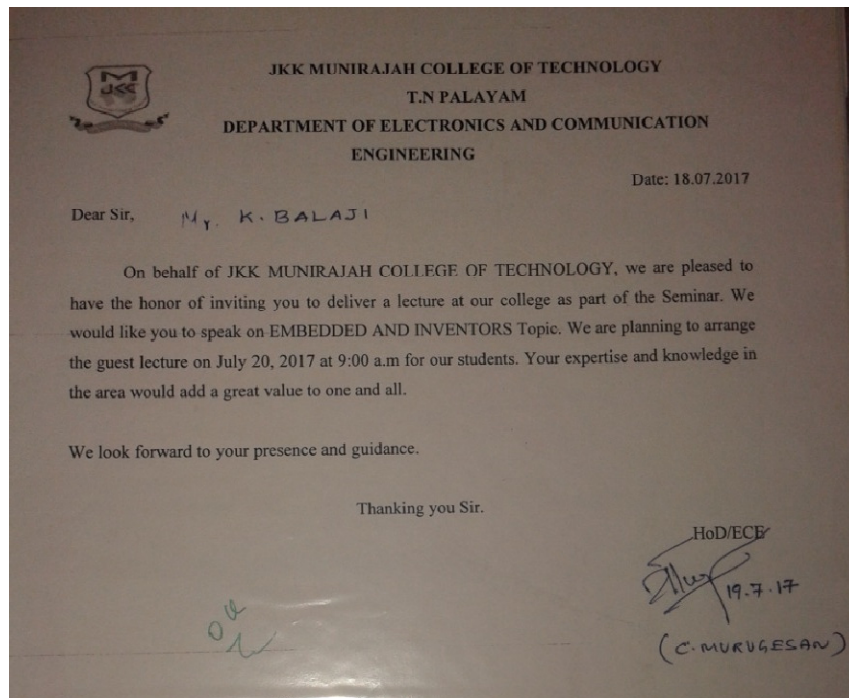 M
JKK
JKK MUNIRAJAH COLLEGE OF TECHNOLOGY
T.N PALAYAM
DEPARTMENT OF ELECTRONICS AND COMMUNICATION
ENGINEERING
Date: 18.07.2017
Dear Sir, Mr. K. BALAJI
On behalf of JKK MUNIRAJAH COLLEGE OF TECHNOLOGY, we are pleased to
have the honor of inviting you to deliver a lecture at our college as part of the Seminar. We
would like you to speak on EMBEDDED AND INVENTORS Topic. We are planning to arrange
the guest lecture on July 20, 2017 at 9:00 a.m for our students. Your expertise and knowledge in
the area would add a great value to one and all.
We look forward to your presence and guidance.
Thanking you Sir.
HoD/ECE
19.7.17
(C. MURUGESAN)